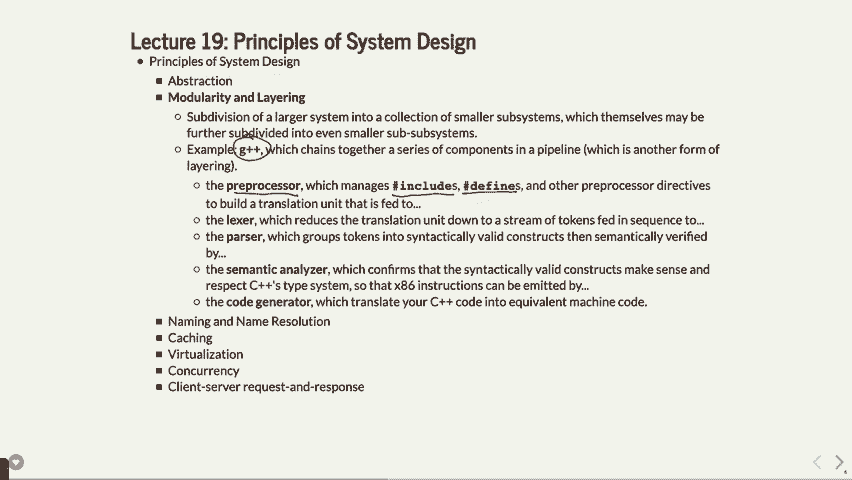 Lecture 19: Principles of System Design
Principles of System Design
Abstraction
Modularity and Layering
Subdivision of a larger system into a collection of smaller subsystems, which themselves may be
further subdivided into even smaller sub-subsystems.
Example: g++, which chains together a series of components in a pipeline (which is another form of
layering).
the preprocessor, which manages #includes, #defines, and other preprocessor directives
to build a translation unit that is fed to...
the lexer, which reduces the translation unit down to a stream of tokens fed in sequence to...
the parser, which groups tokens into syntactically valid constructs then semantically verified
by...
the semantic analyzer, which confirms that the syntactically valid constructs make sense and
respect C++'s type system, so that x86 instructions can be emitted by...
the code generator, which translate your C++ code into equivalent machine code.
Naming and Name Resolution
Caching
Virtualization
Concurrency
Client-server request-and-response